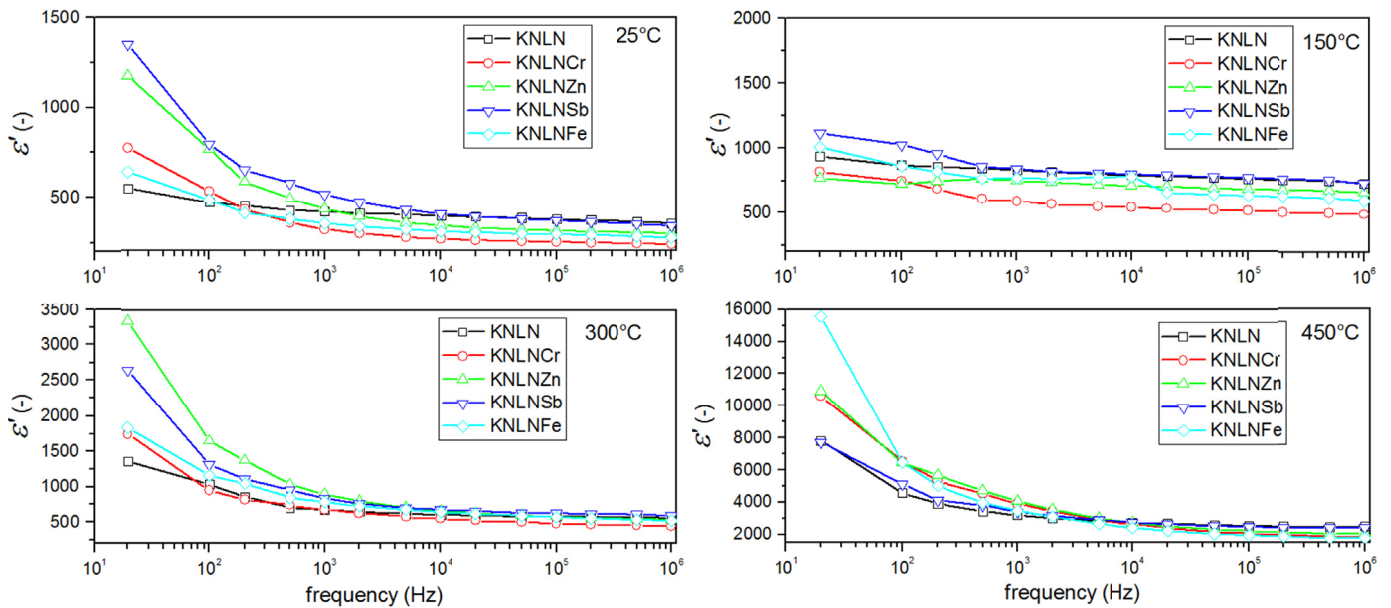 1500
1000
500
ε′ (-)
KNLN
KNLNCr
KNLNZn
KNLNSb
KNLNFe
25°C
10¹ 10² 10³ 10⁴ 10⁵ 10⁶
2000
1500
1000
500
ε′ (-)
KNLN
KNLNCr
KNLNZn
KNLNSb
KNLNFe
150°C
10¹ 10² 10³ 10⁴ 10⁵ 10⁶
3500
3000
2500
2000
1500
1000
500
ε′ (-)
KNLN
KNLNCr
KNLNZn
KNLNSb
KNLNFe
300°C
10¹ 10² 10³ 10⁴ 10⁵ 10⁶
frequency (Hz)
16000
14000
12000
10000
8000
6000
4000
2000
ε′ (-)
KNLN
KNLNCr
KNLNZn
KNLNSb
KNLNFe
450°C
10¹ 10² 10³ 10⁴ 10⁵ 10⁶
frequency (Hz)